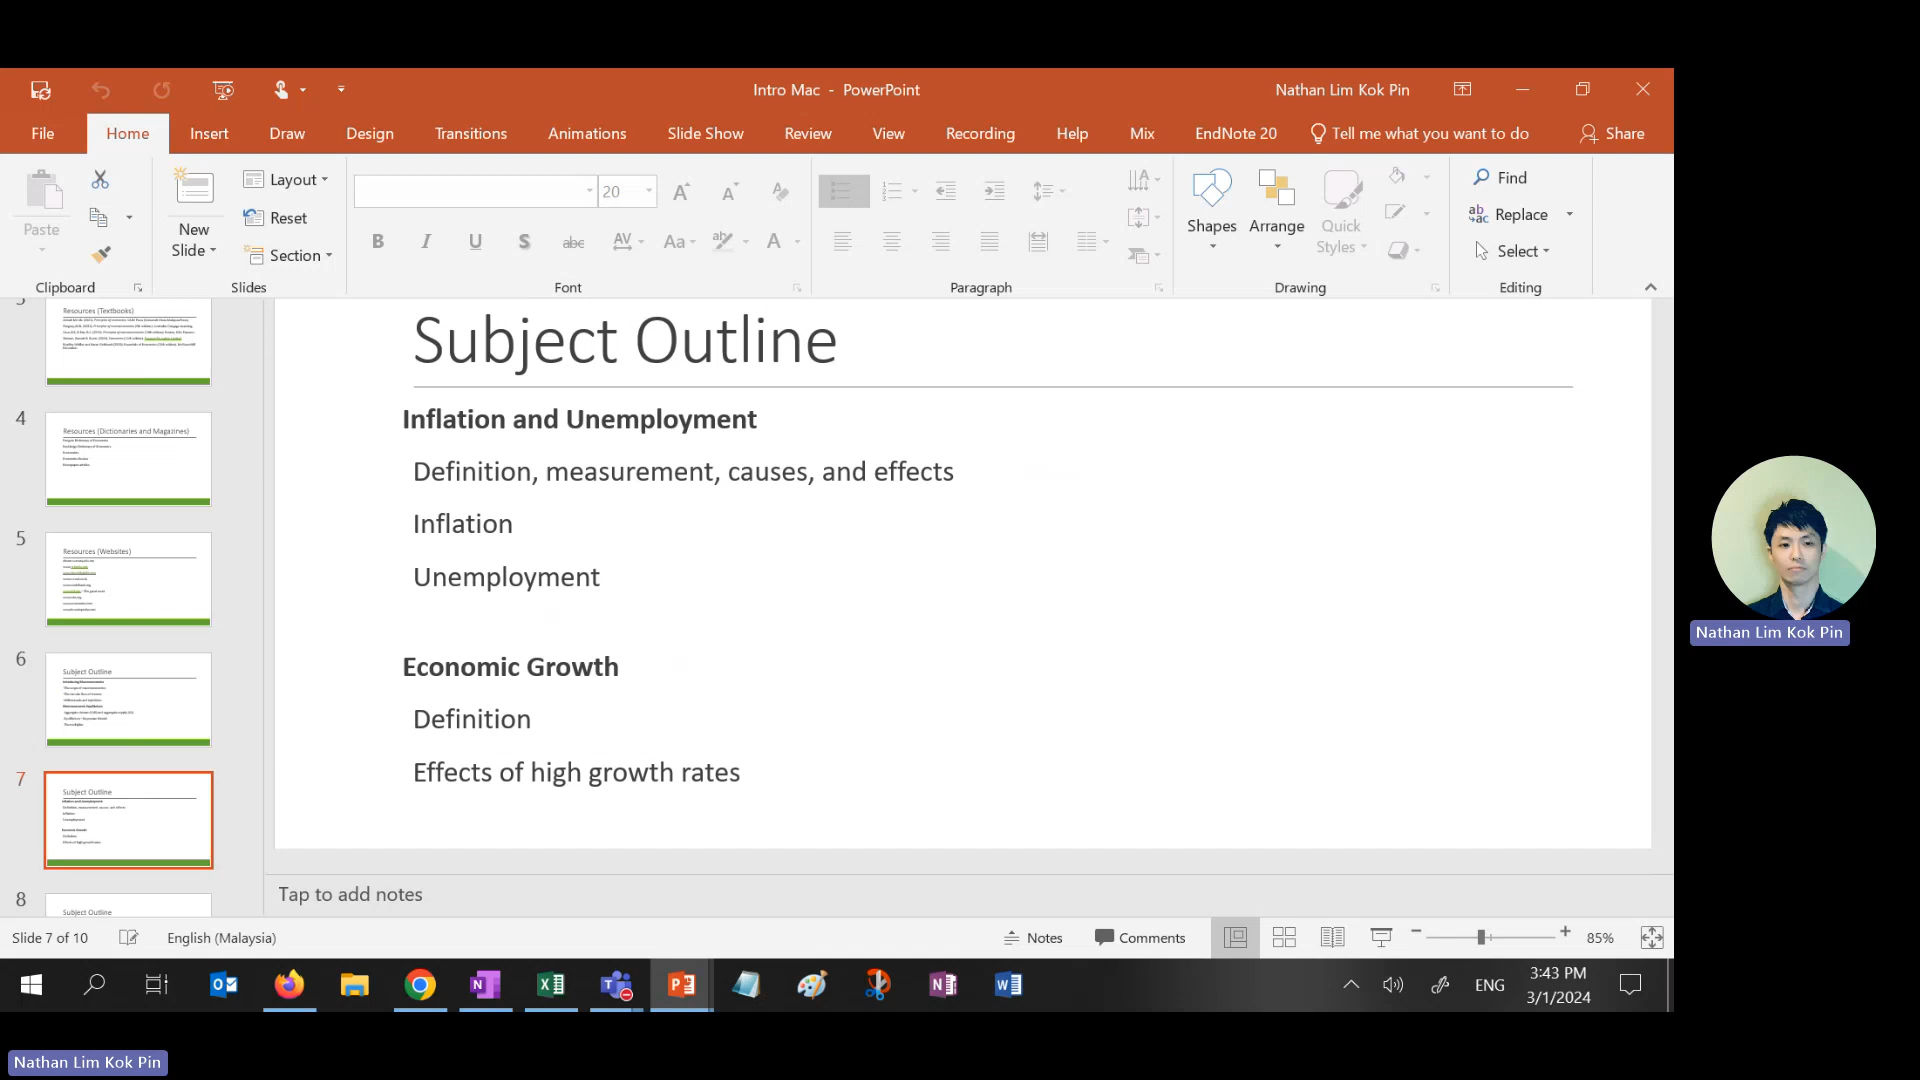 Intro Mac - PowerPoint
Nathan Lim Kok Pin
File Home Insert Draw Design Transitions Animations Slide Show Review View Recording Help Mix EndNote 20 Tell me what you want to do Share
Paste
New Slide
Layout
Reset
Section
20
Shapes
Arrange
Quick Styles
Find
Replace
Select
Clipboard Slides Font Paragraph Drawing Editing
3
Resources (Textbooks)
4
Resources (Dictionaries and Magazines)
5
Resources (Websites)
6
Subject Outline
7
Subject Outline
8
Subject Outline
Subject Outline
Inflation and Unemployment
Definition, measurement, causes, and effects
Inflation
Unemployment
Economic Growth
Definition
Effects of high growth rates
Tap to add notes
Slide 7 of 10 English (Malaysia) Notes Comments 85%
ENG
3:43 PM
3/1/2024
Nathan Lim Kok Pin
Nathan Lim Kok Pin